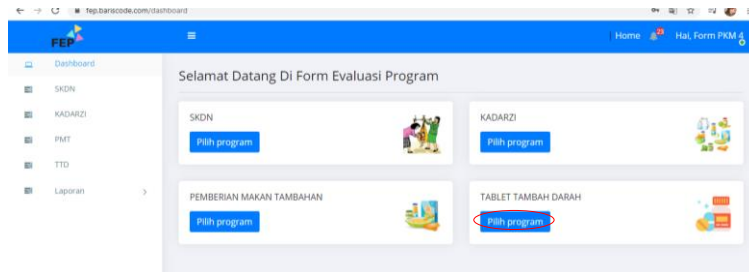 fep.bariscode.com/dashboard
FEP
Home
25
Hai, Form PKM 4
Dashboard
SKDN
KADARZI
PMT
TTD
Laporan
Selamat Datang Di Form Evaluasi Program
SKDN
Pilih program
KADARZI
Pilih program
PEMBERIAN MAKAN TAMBAHAN
Pilih program
TABLET TAMBAH DARAH
Pilih program